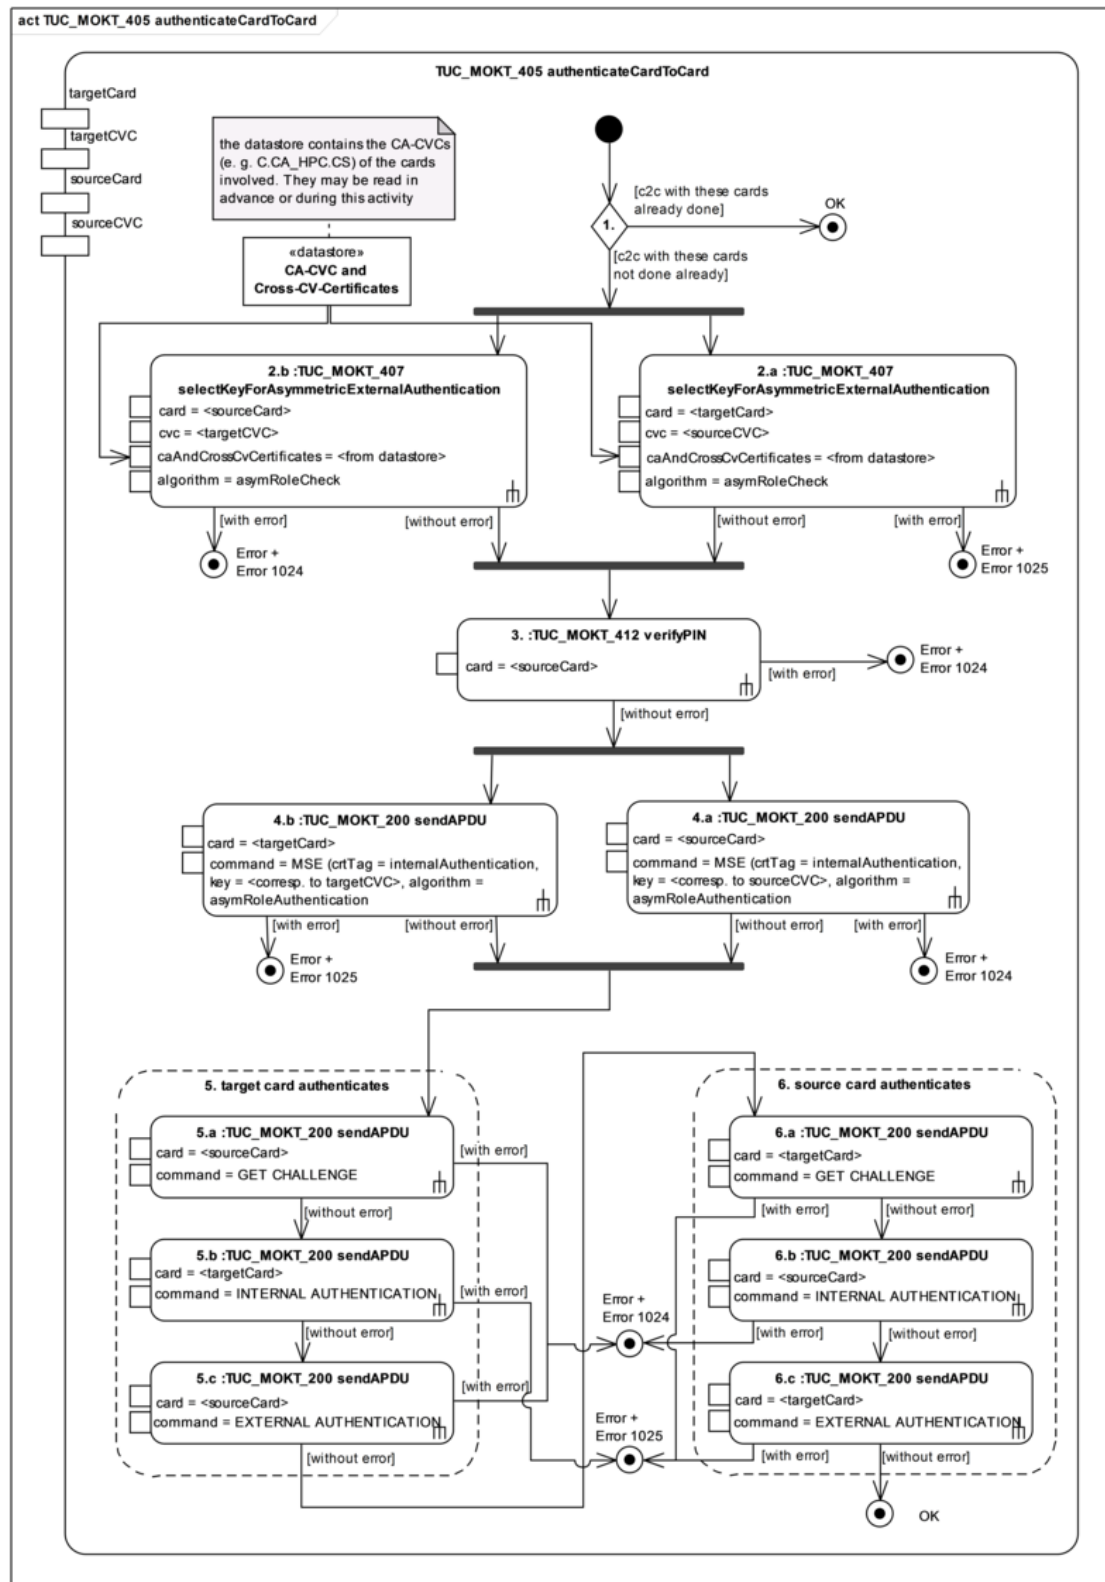 act TUC_MOKT_405 authenticateCardToCard
TUC_MOKT_405 authenticateCardToCard
targetCard
targetCVC
sourceCard
sourceCVC
the datastore contains the CA-CVCs
(e. g. C.CA_HPC.CS) of the cards
involved. They may be read in
advance or during this activity
«datastore»
CA-CVC and
Cross-CV-Certificates
1.
[c2c with these cards
already done]
OK
[c2c with these cards
not done already]
2.b :TUC_MOKT_407
selectKeyForAsymmetricExternalAuthentication
card = <sourceCard>
cvc = <targetCVC>
caAndCrossCvCertificates = <from datastore>
algorithm = asymRoleCheck
[with error]
[without error]
Error +
Error 1024
2.a :TUC_MOKT_407
selectKeyForAsymmetricExternalAuthentication
card = <targetCard>
cvc = <sourceCVC>
caAndCrossCvCertificates = <from datastore>
algorithm = asymRoleCheck
[without error]
[with error]
Error +
Error 1025
3. :TUC_MOKT_412 verifyPIN
card = <sourceCard>
[with error]
Error +
Error 1024
[without error]
4.b :TUC_MOKT_200 sendAPDU
card = <targetCard>
command = MSE (crtTag = internalAuthentication,
key = <corresp. to targetCVC>, algorithm =
asymRoleAuthentication
[with error]
[without error]
Error +
Error 1025
4.a :TUC_MOKT_200 sendAPDU
card = <sourceCard>
command = MSE (crtTag = internalAuthentication,
key = <corresp. to sourceCVC>, algorithm =
asymRoleAuthentication
[without error]
[with error]
Error +
Error 1024
5. target card authenticates
5.a :TUC_MOKT_200 sendAPDU
card = <sourceCard>
command = GET CHALLENGE
[with error]
[without error]
5.b :TUC_MOKT_200 sendAPDU
card = <targetCard>
command = INTERNAL AUTHENTICATION
[with error]
[without error]
5.c :TUC_MOKT_200 sendAPDU
card = <sourceCard>
command = EXTERNAL AUTHENTICATION
[with error]
[without error]
Error +
Error 1024
Error +
Error 1025
6. source card authenticates
6.a :TUC_MOKT_200 sendAPDU
card = <targetCard>
command = GET CHALLENGE
[with error]
[without error]
6.b :TUC_MOKT_200 sendAPDU
card = <sourceCard>
command = INTERNAL AUTHENTICATION
[with error]
[without error]
6.c :TUC_MOKT_200 sendAPDU
card = <targetCard>
command = EXTERNAL AUTHENTICATION
[with error]
[without error]
OK